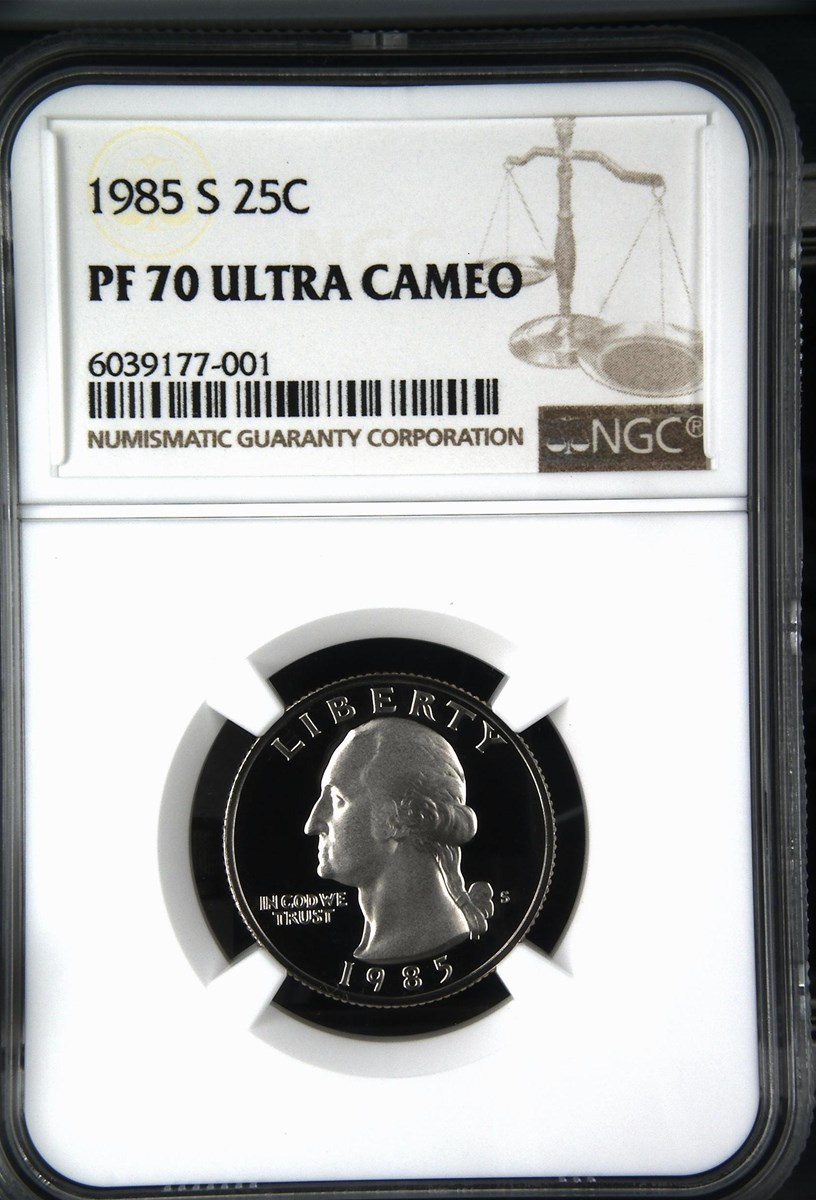 1985 S 25C
PF 70 ULTRA CAMEO
6039177-001
NUMISMATIC GUARANTY CORPORATION
NGC®
LIBERTY
IN GOD WE
TRUST
S
1985